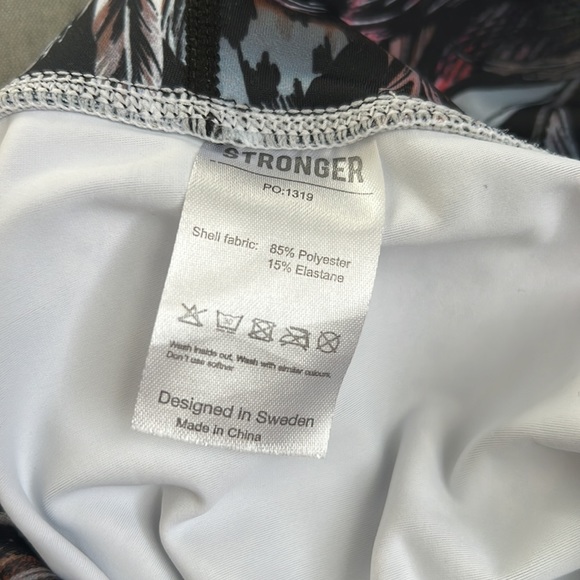 STRONGER
PO:1319
Shell fabric: 85% Polyester
15% Elastane
30
Wash inside out, Wash with similar colours.
Don't use softner
Designed in Sweden
Made in China